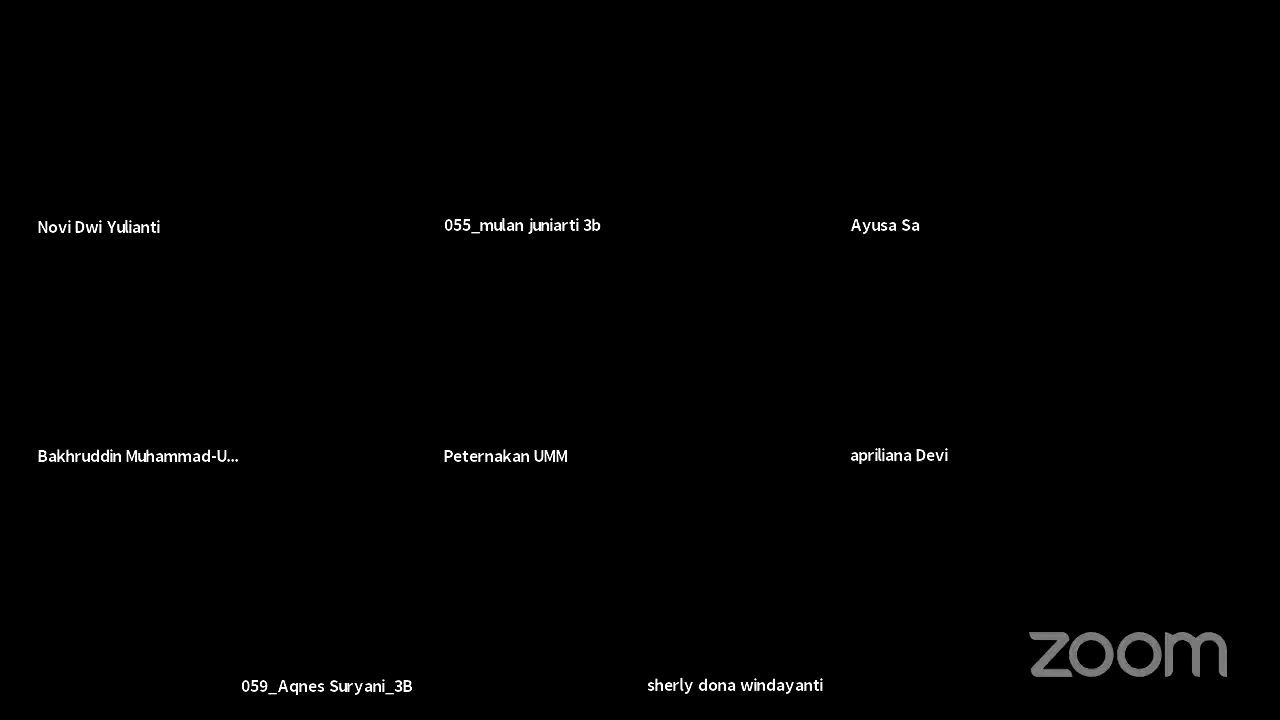 Novi Dwi Yulianti
055_mulan juniarti 3b
Ayusa Sa
Bakhruddin Muhammad-U...
Peternakan UMM
apriliana Devi
059_Aqnes Suryani_3B
sherly dona windayanti
zoom